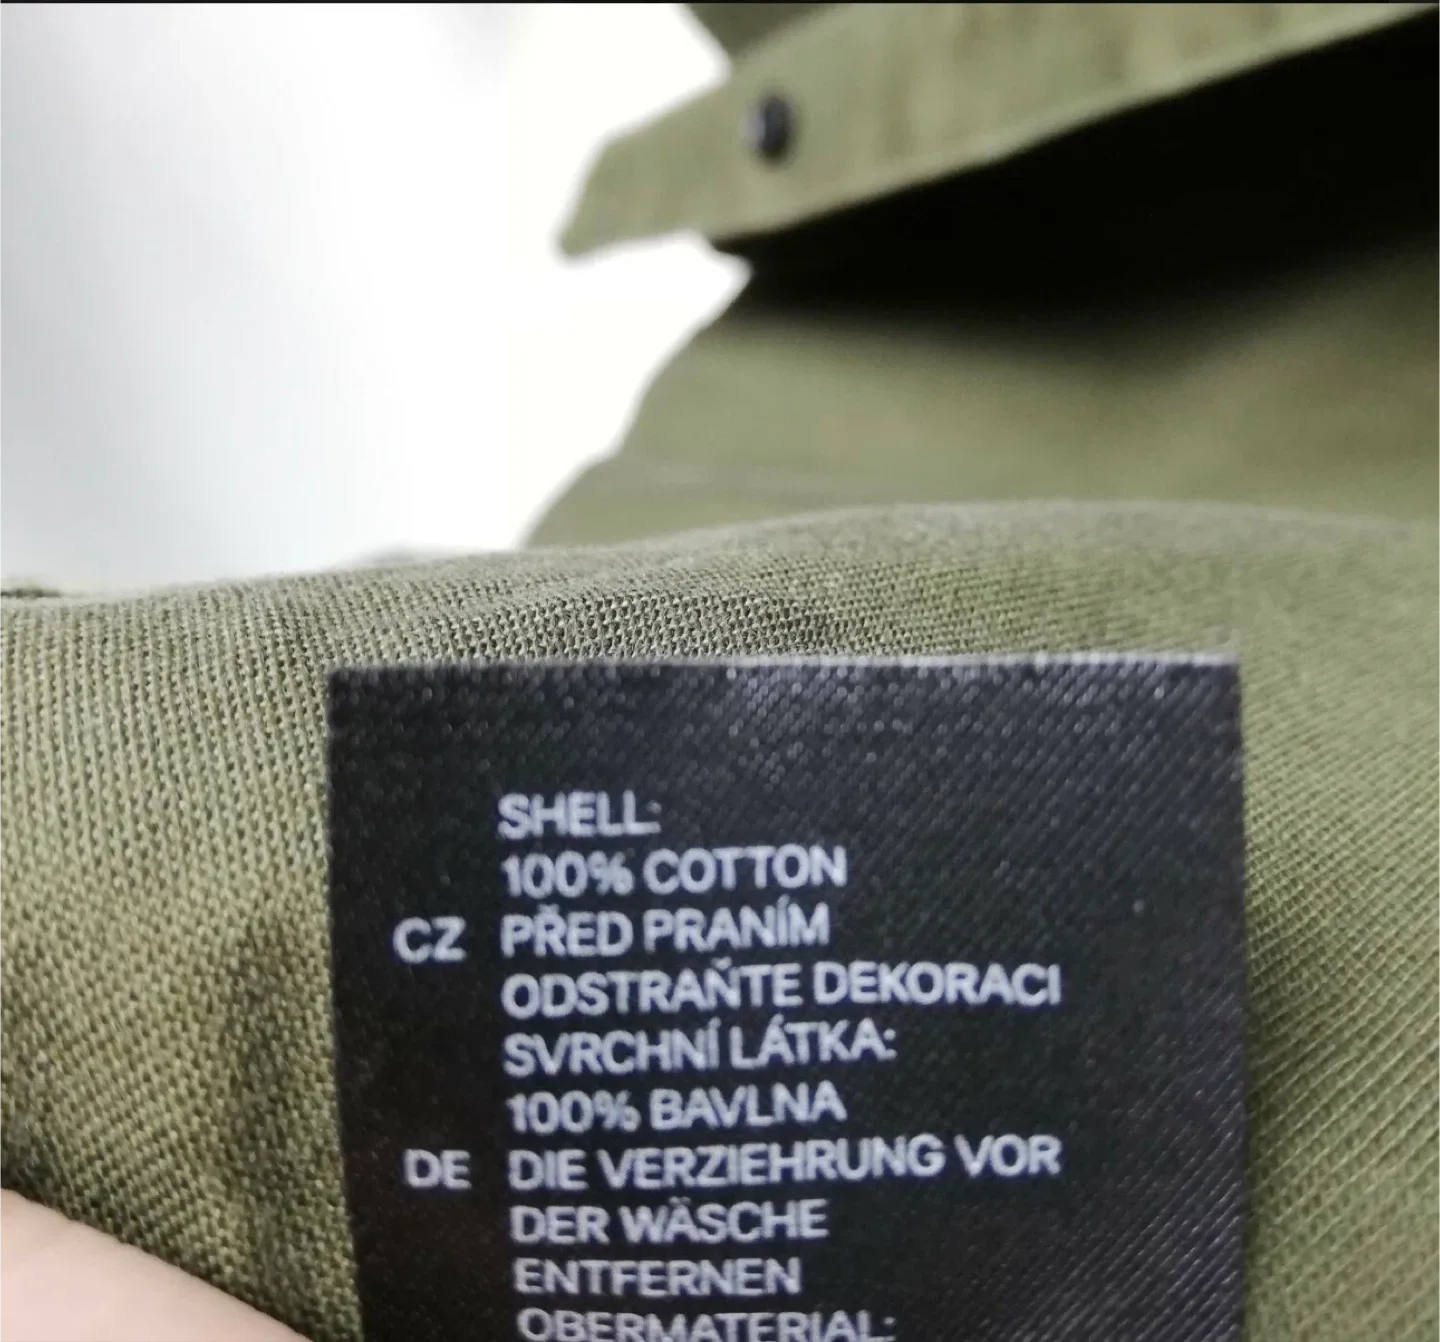 SHELL:
100% COTTON
CZ PŘED PRANÍM
ODSTRAŇTE DEKORACI
SVRCHNÍ LÁTKA:
100% BAVLNA
DE DIE VERZIEHRUNG VOR
DER WÄSCHE
ENTFERNEN
OBERMATERIAL: